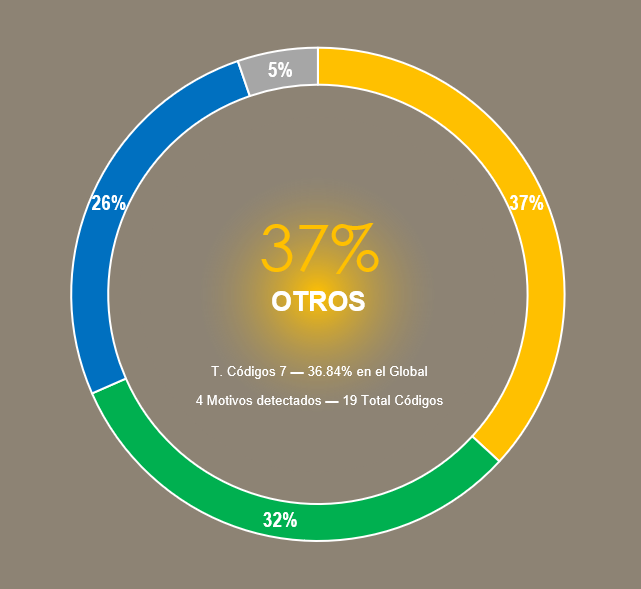 5%
37%
26%
37%
OTROS
T. Códigos 7 — 36.84% en el Global
4 Motivos detectados — 19 Total Códigos
32%